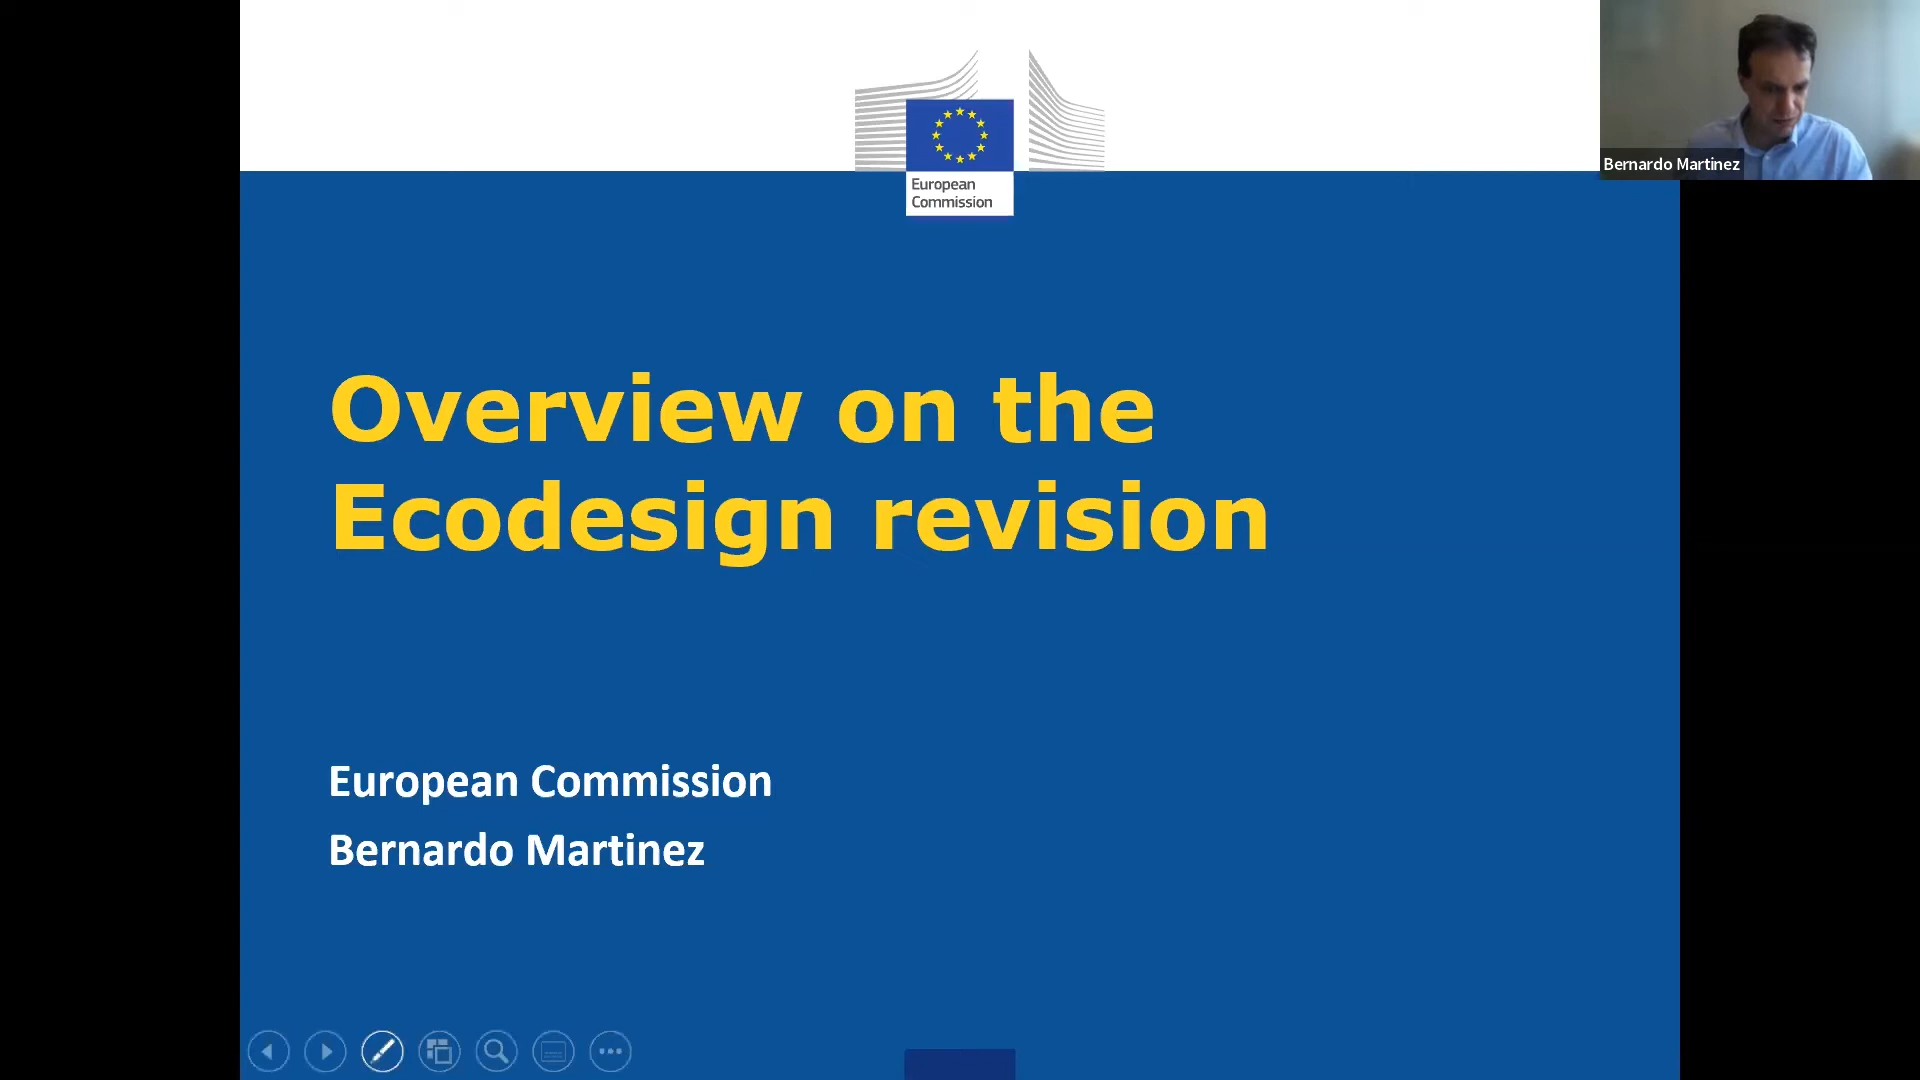 European
Commission
Bernardo Martinez
Overview on the
Ecodesign revision
European Commission
Bernardo Martinez